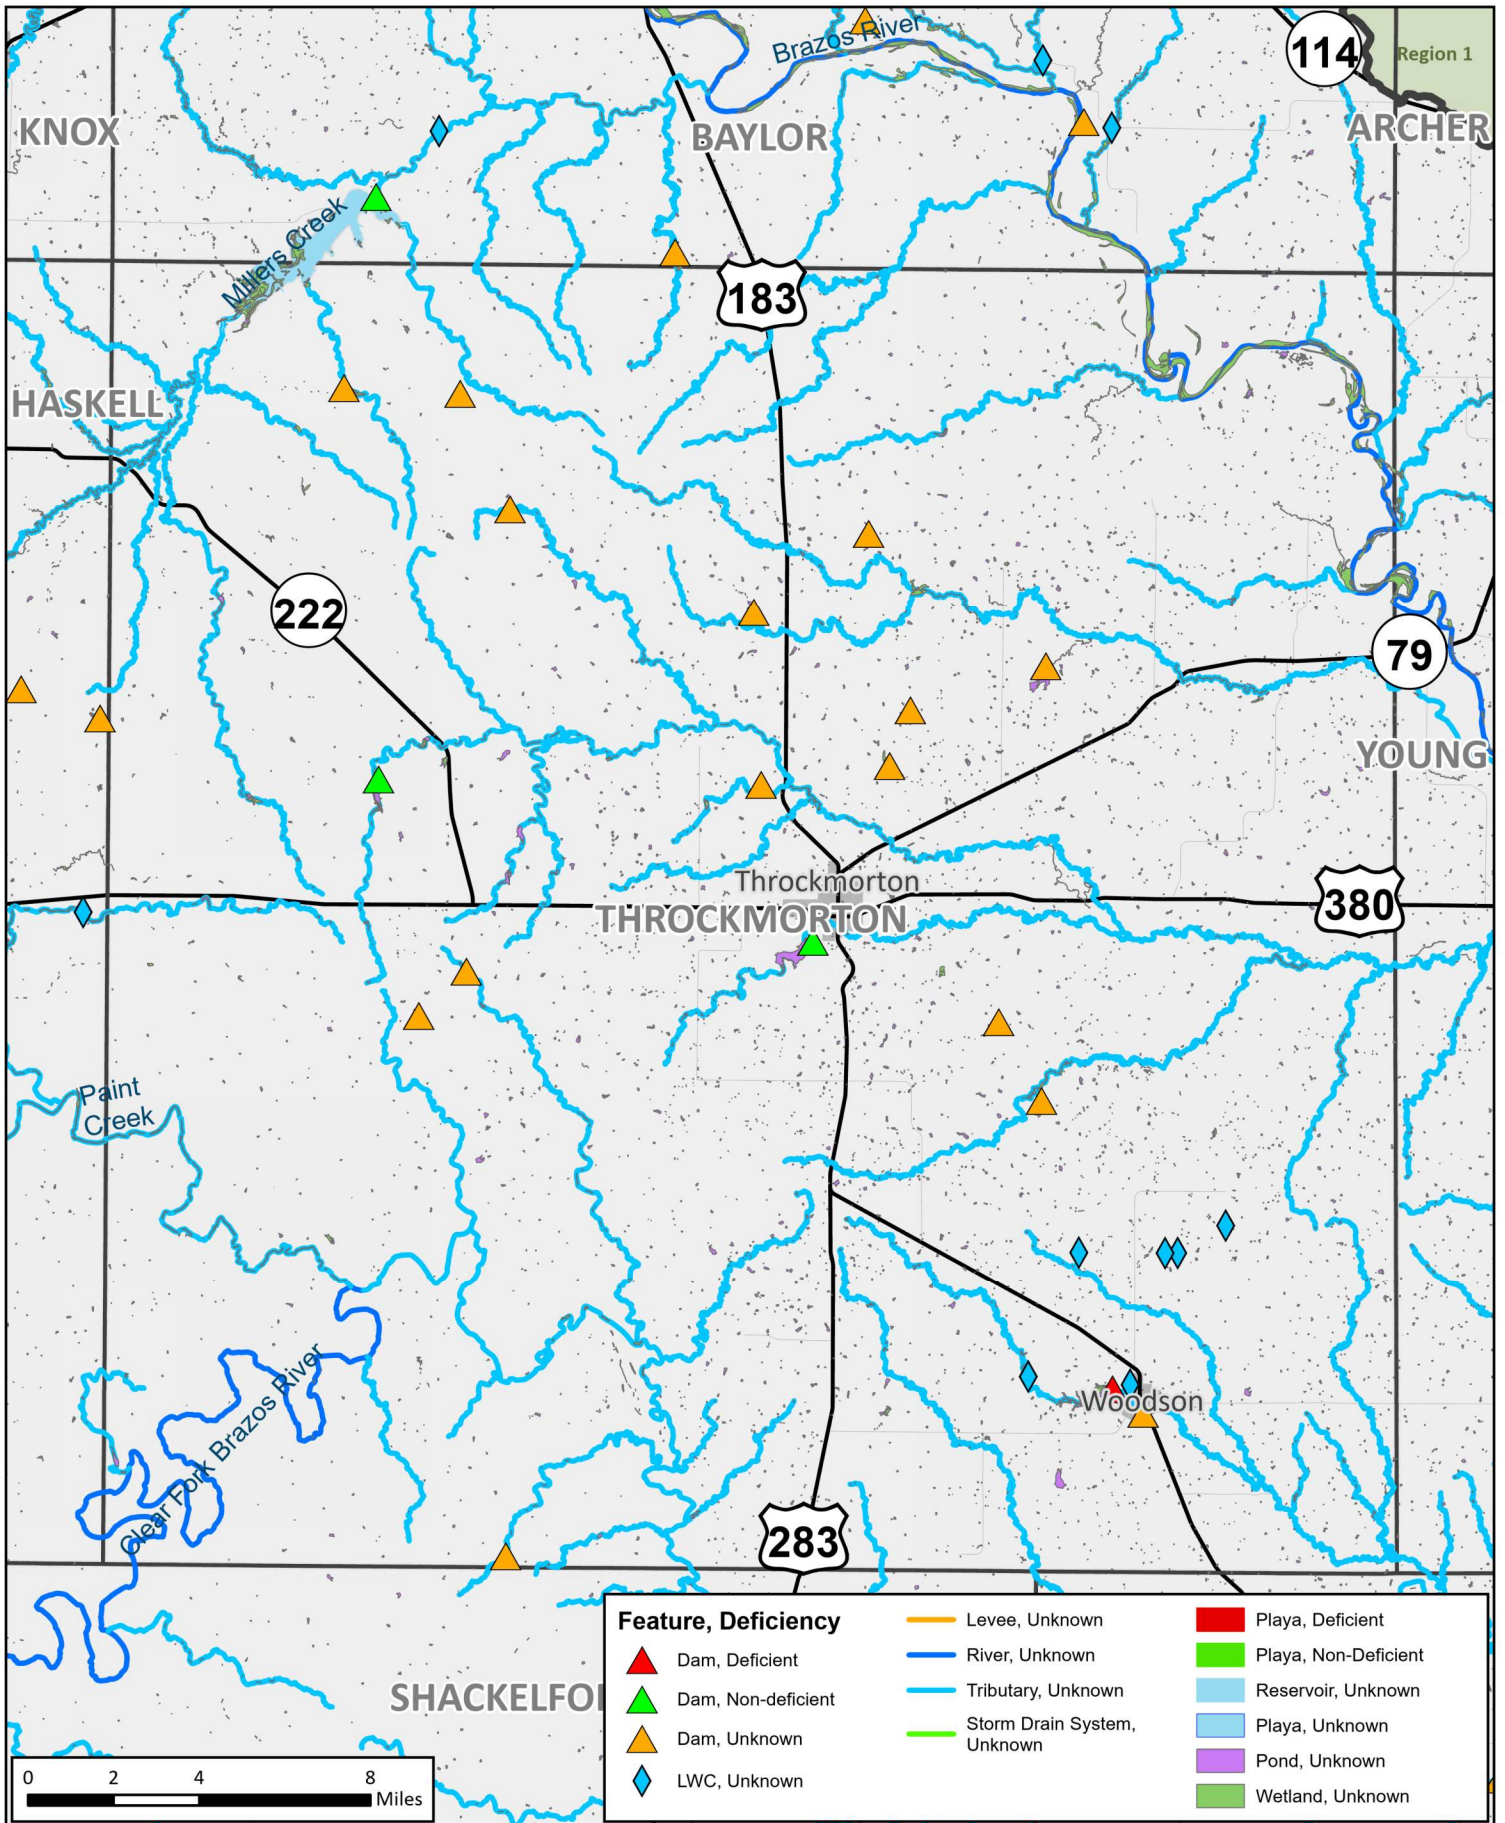 Brazos River
114
Region 1
KNOX
BAYLOR
ARCHER
Millers Creek
183
HASKELL
222
79
YOUNG
Throckmorton
THROCKMORTON
380
Paint
Creek
Woodson
Clear Fork Brazos River
283
SHACKELFO
Feature, Deficiency
Dam, Deficient
Dam, Non-deficient
Dam, Unknown
LWC, Unknown
Levee, Unknown
River, Unknown
Tributary, Unknown
Storm Drain System,
Unknown
Playa, Deficient
Playa, Non-Deficient
Reservoir, Unknown
Playa, Unknown
Pond, Unknown
Wetland, Unknown
0 2 4 8
Miles